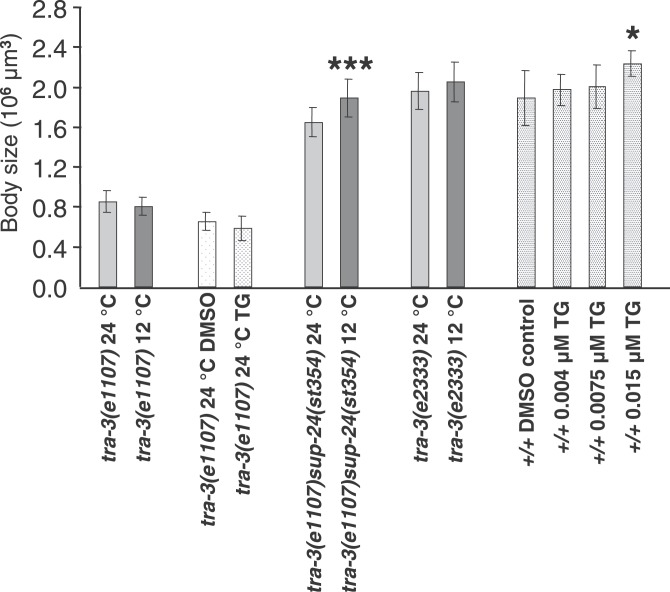 Body size (10⁶ µm³)
2.8
2.4
2.0
1.6
1.2
0.8
0.4
0.0
***
*
tra-3(e1107) 24 °C
tra-3(e1107) 12 °C
tra-3(e1107) 24 °C DMSO
tra-3(e1107) 24 °C TG
tra-3(e1107)sup-24(st354) 24 °C
tra-3(e1107)sup-24(st354) 12 °C
tra-3(e2333) 24 °C
tra-3(e2333) 12 °C
+/+ DMSO control
+/+ 0.004 µM TG
+/+ 0.0075 µM TG
+/+ 0.015 µM TG